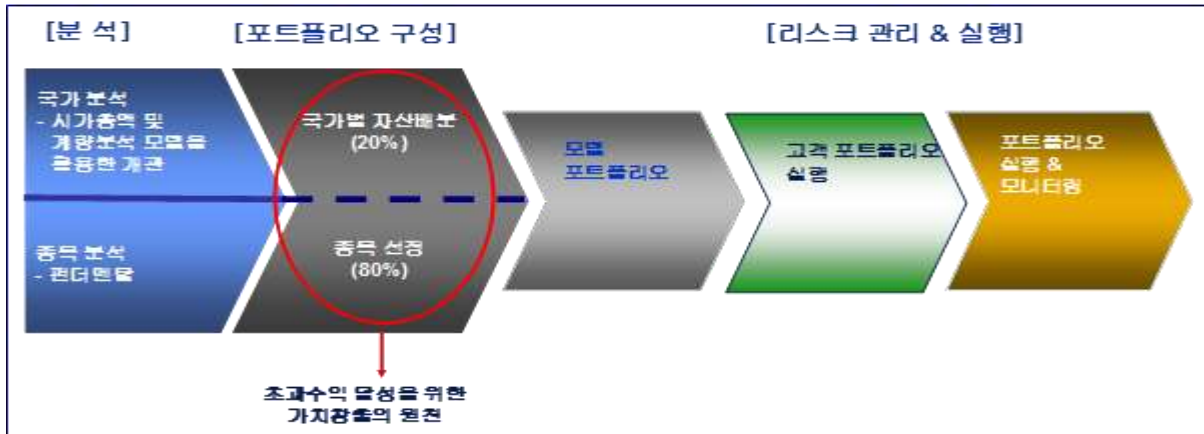 [분 석]
[포트폴리오 구성]
[리스크 관리 & 실행]
국가 분석
- 시가총액 및
계량분석 모델을
활용한 개관
종목 분석
- 펀더멘탈
국가별 자산배분
(20%)
종목 선정
(80%)
모델
포트폴리오
고객 포트폴리오
실행
포트폴리오
실행 &
모니터링
초과수익 달성을 위한
가치창출의 원천